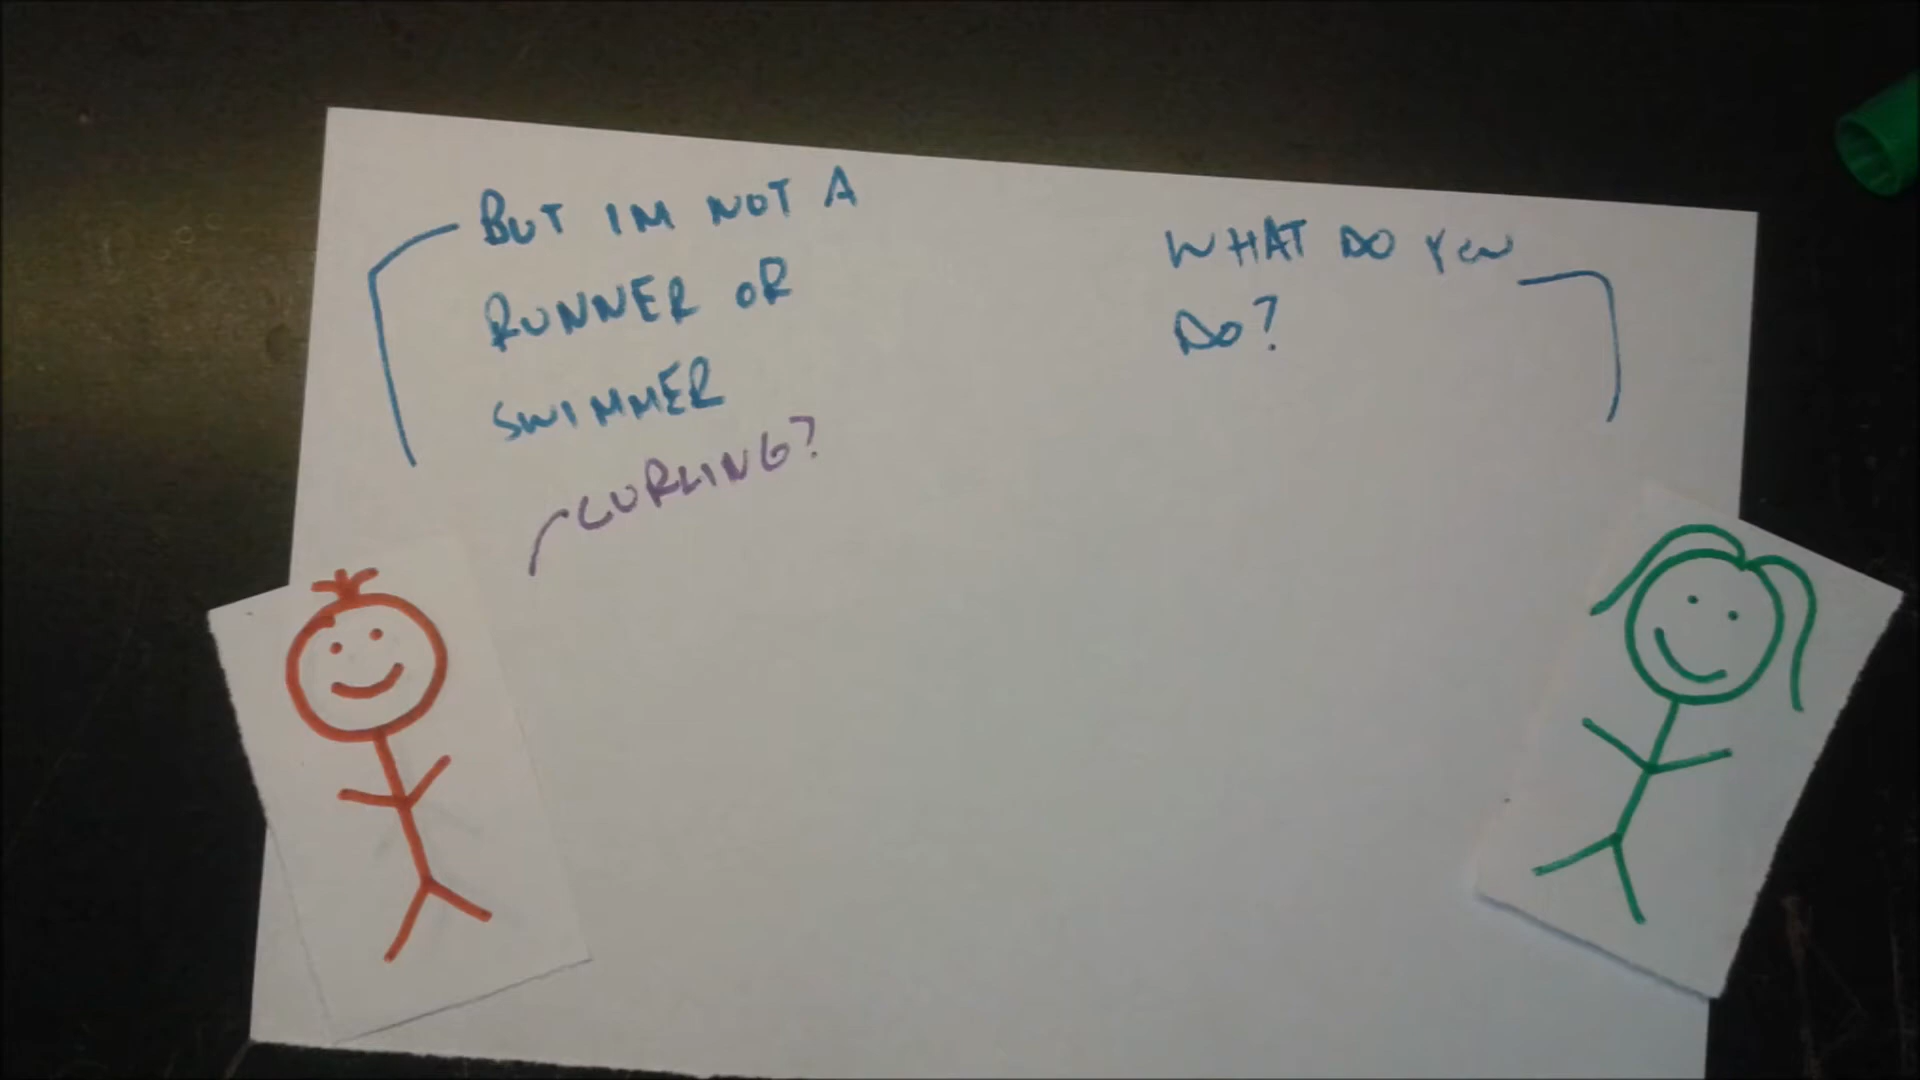 BUT IM NOT A
RUNNER OR
SWIMMER
CURLING?
WHAT DO YOU
DO?